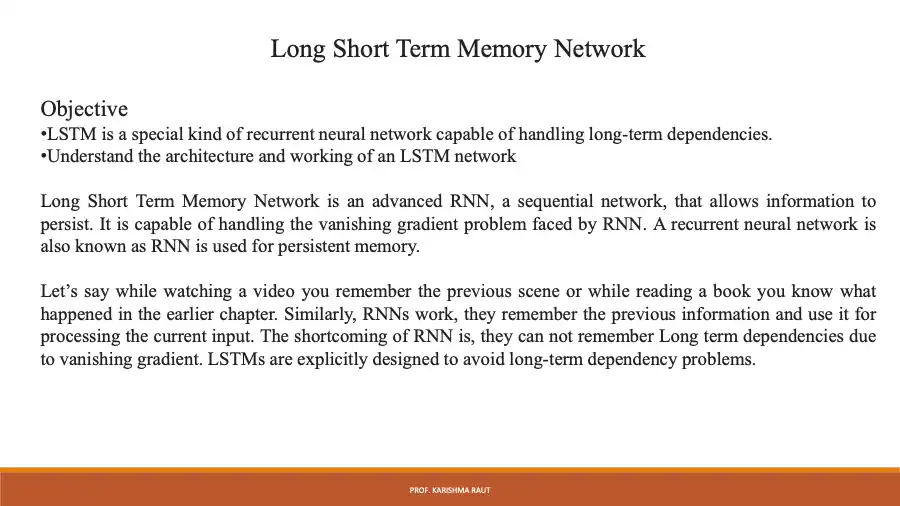 Long Short Term Memory Network
Objective
•LSTM is a special kind of recurrent neural network capable of handling long-term dependencies.
•Understand the architecture and working of an LSTM network
Long Short Term Memory Network is an advanced RNN, a sequential network, that allows information to
persist. It is capable of handling the vanishing gradient problem faced by RNN. A recurrent neural network is
also known as RNN is used for persistent memory.
Let’s say while watching a video you remember the previous scene or while reading a book you know what
happened in the earlier chapter. Similarly, RNNs work, they remember the previous information and use it for
processing the current input. The shortcoming of RNN is, they can not remember Long term dependencies due
to vanishing gradient. LSTMs are explicitly designed to avoid long-term dependency problems.
PROF. KARISHMA RAUT